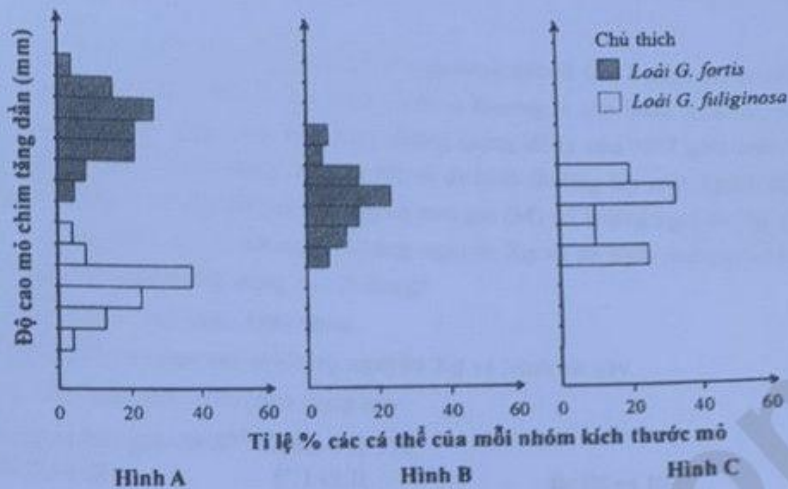 Độ cao mỏ chim tăng dần (mm)
Chú thích
Loài G. fortis
Loài G. fuliginosa
0 20 40 60
0 20 40 60
0 20 40 60
Tỉ lệ % các cá thể của mỗi nhóm kích thước mỏ
Hình A
Hình B
Hình C